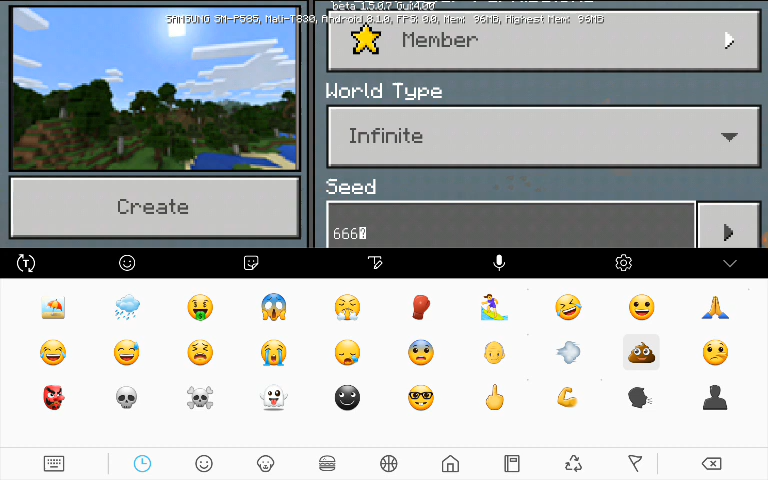 beta 1.5.0.7 Gui4.00
SAMSUNG SM-P585, Mali-T830, Android 8.1.0, FPS: 0.0, Mem: 96MB, Highest Mem: 96MB
Member
World Type
Infinite
Seed
666
Create